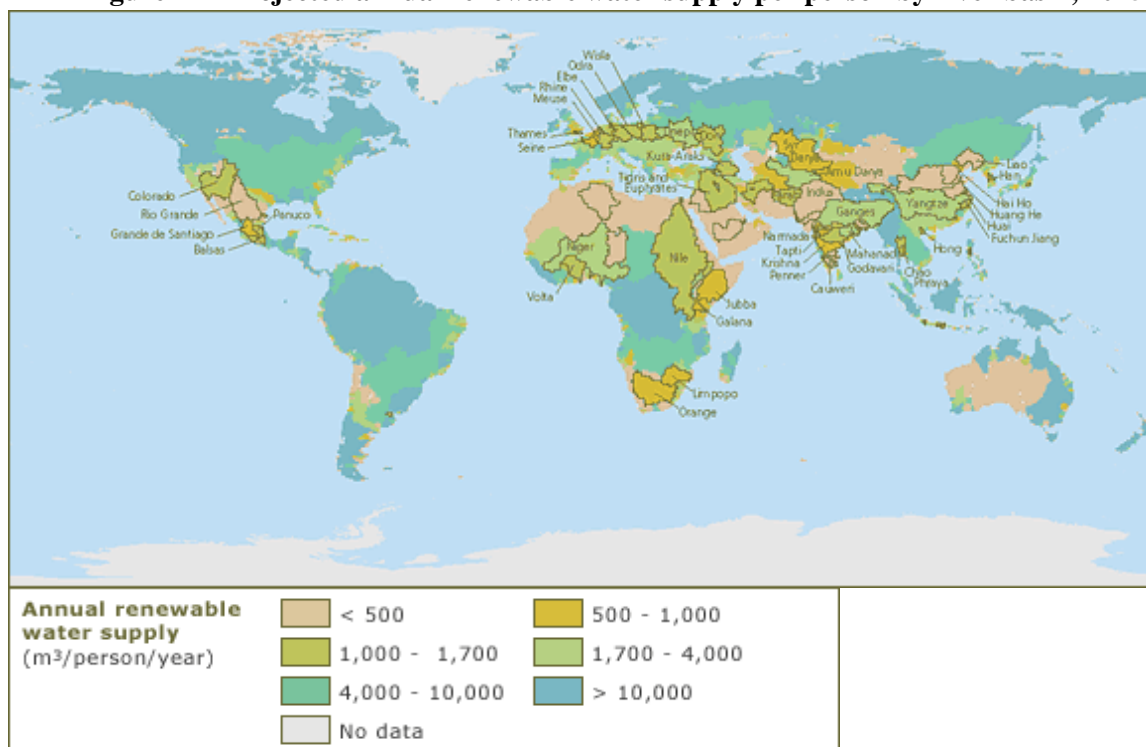 Wisla
Odra
Elbe
Rhine
Meuse
Thames
Seine
Kura-Araks
Tigris and
Euphrates
Syr
Darya
Amu Darya
Indus
Ganges
Yangtze
Liao
Han
Hai Ho
Huang He
Huai
Fuchun Jiang
Hong
Colorado
Rio Grande
Panuco
Grande de Santiago
Balsas
Niger
Nile
Volta
Jubba
Galana
Narmada
Tapti
Krishna
Penner
Cauweri
Mahanadi
Godavari
Chao
Phraya
Limpopo
Orange
Annual renewable
water supply
(m³/person/year)
< 500
500 - 1,000
1,000 - 1,700
1,700 - 4,000
4,000 - 10,000
> 10,000
No data